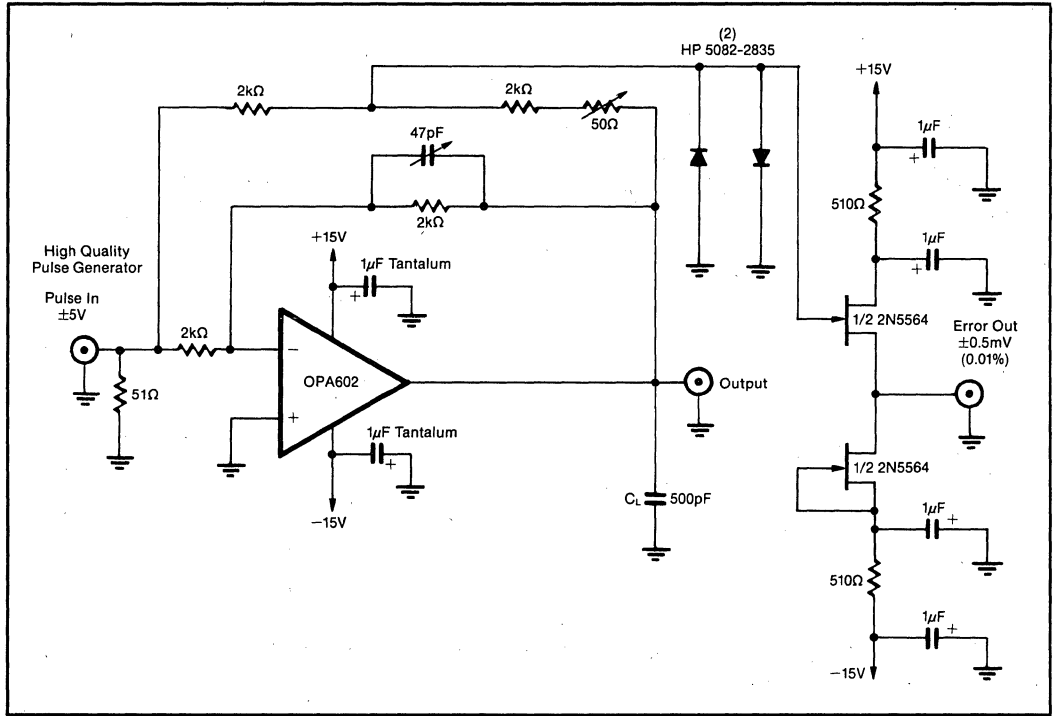 (2)
HP 5082-2835
+15V
2kΩ
2kΩ
50Ω
1µF
+
47pF
510Ω
2kΩ
1µF
+
High Quality
Pulse Generator
+15V
1µF Tantalum
+
Pulse In
±5V
1/2 2N5564
Error Out
±0.5mV
(0.01%)
2kΩ
−
OPA602
Output
51Ω
+
1µF Tantalum
+
1/2 2N5564
−15V
CL 500pF
1µF
+
510Ω
1µF
+
−15V